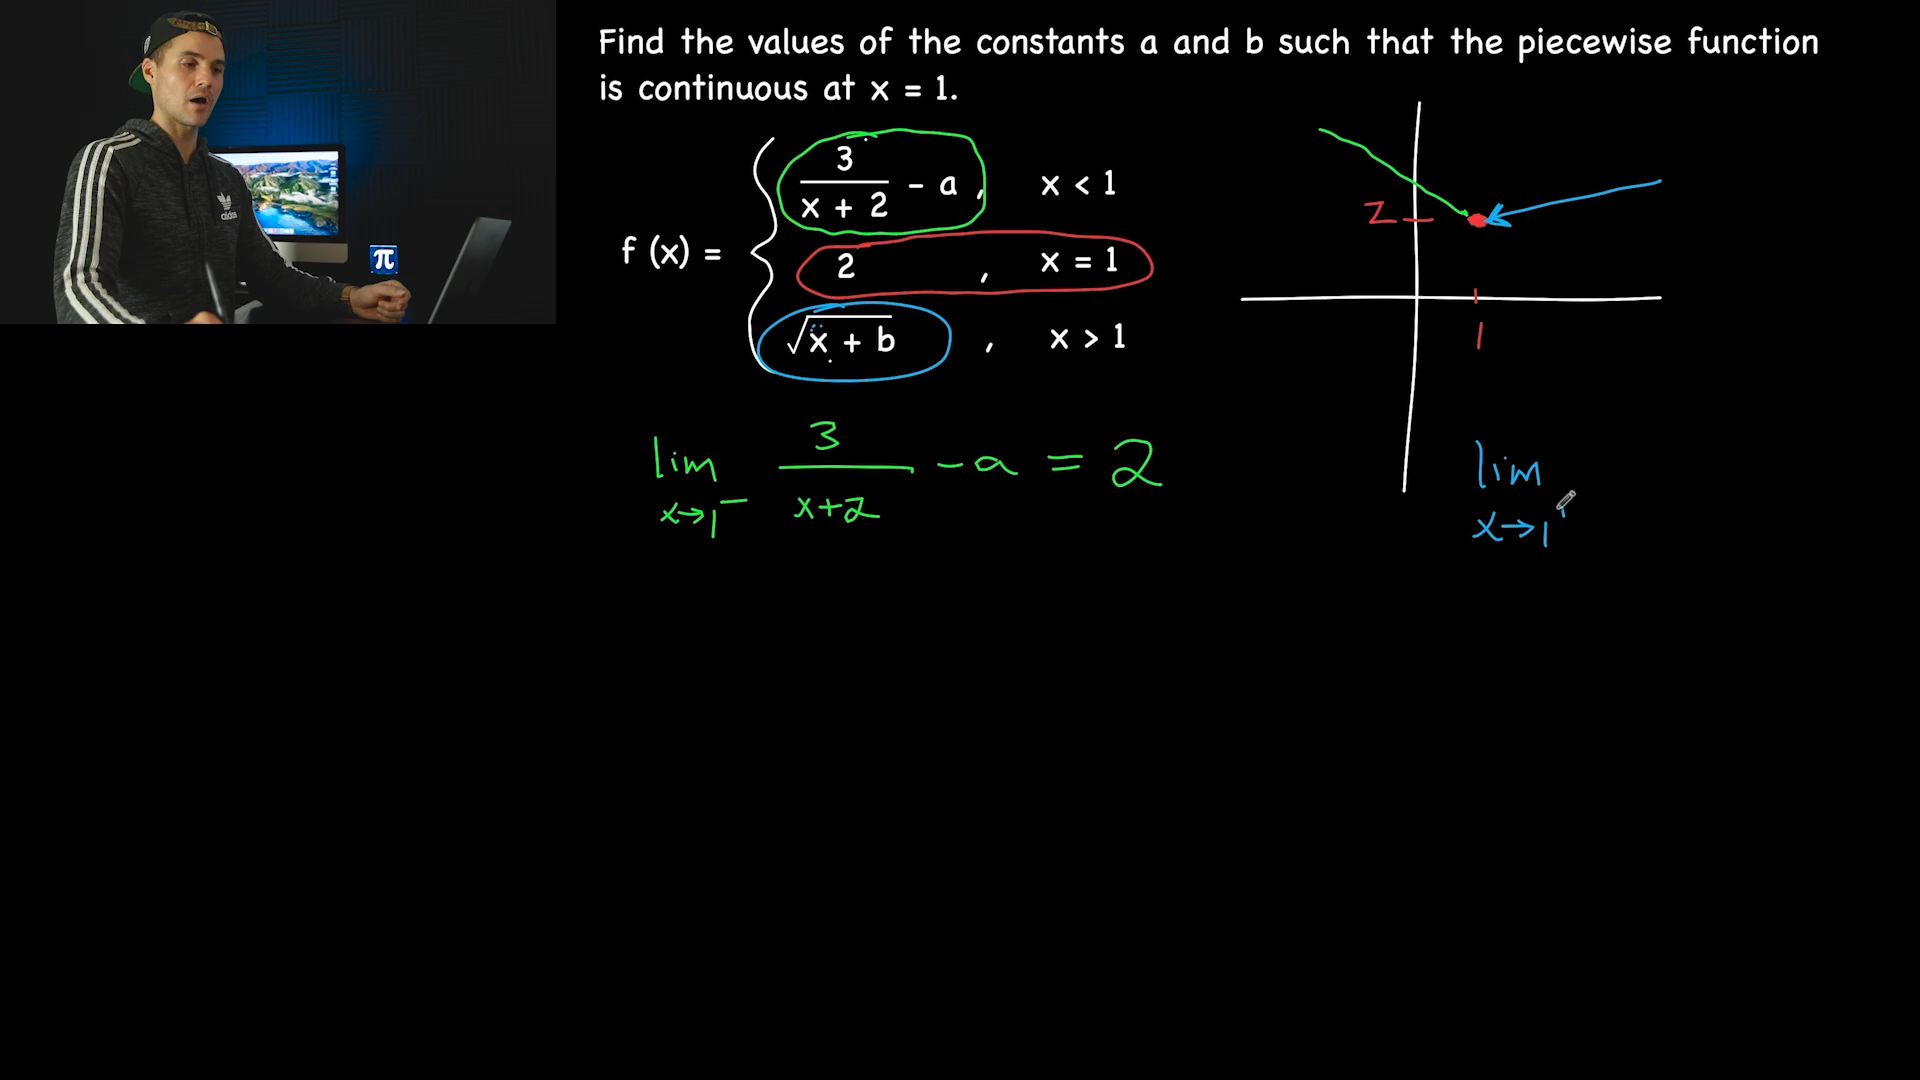 Find the values of the constants a and b such that the piecewise function
is continuous at x = 1.
3
x + 2
- a , x < 1
f (x) =
2 , x = 1
√x + b , x > 1
2
1
lim x→1⁻ 3/x+2 - a = 2
lim
x→1
adidas
π